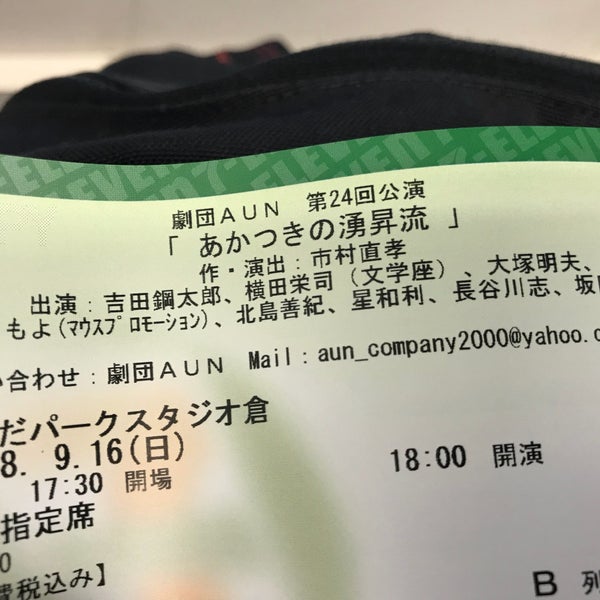 7-ELEVEN
劇団AUN 第24回公演
「 あかつきの湧昇流 」
作・演出：市村直孝
出演：吉田鋼太郎、横田栄司（文学座）、大塚明夫、
もよ(ﾏｳｽﾌﾟﾛﾓｰｼｮﾝ)、北島善紀、星和利、長谷川志、坂
い合わせ：劇団AUN Mail：aun_company2000@yahoo.c
だパークスタジオ倉
8. 9.16(日) 18:00 開演
17:30 開場
指定席
0
費税込み】
B 列